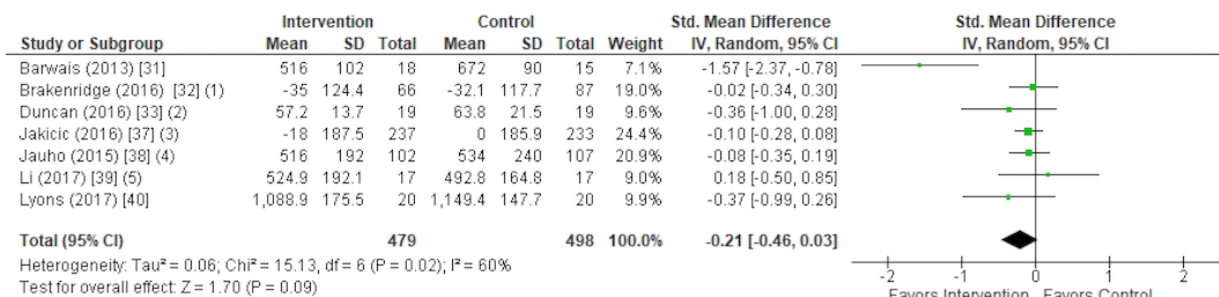 Intervention Control Std. Mean Difference Std. Mean Difference
Study or Subgroup Mean SD Total Mean SD Total Weight IV, Random, 95% CI IV, Random, 95% CI
Barwais (2013) [31] 516 102 18 672 90 15 7.1% -1.57 [-2.37, -0.78]
Brakenridge (2016) [32] (1) -35 124.4 66 -32.1 117.7 87 19.0% -0.02 [-0.34, 0.30]
Duncan (2016) [33] (2) 57.2 13.7 19 63.8 21.5 19 9.6% -0.36 [-1.00, 0.28]
Jakicic (2016) [37] (3) -18 187.5 237 0 185.9 233 24.4% -0.10 [-0.28, 0.08]
Jauho (2015) [38] (4) 516 192 102 534 240 107 20.9% -0.08 [-0.35, 0.19]
Li (2017) [39] (5) 524.9 192.1 17 492.8 164.8 17 9.0% 0.18 [-0.50, 0.85]
Lyons (2017) [40] 1,088.9 175.5 20 1,149.4 147.7 20 9.9% -0.37 [-0.99, 0.26]
Total (95% CI) 479 498 100.0% -0.21 [-0.46, 0.03]
Heterogeneity: Tau² = 0.06; Chi² = 15.13, df = 6 (P = 0.02); I² = 60%
Test for overall effect: Z = 1.70 (P = 0.09)
-2 -1 0 1 2
Favors Intervention Favors Control